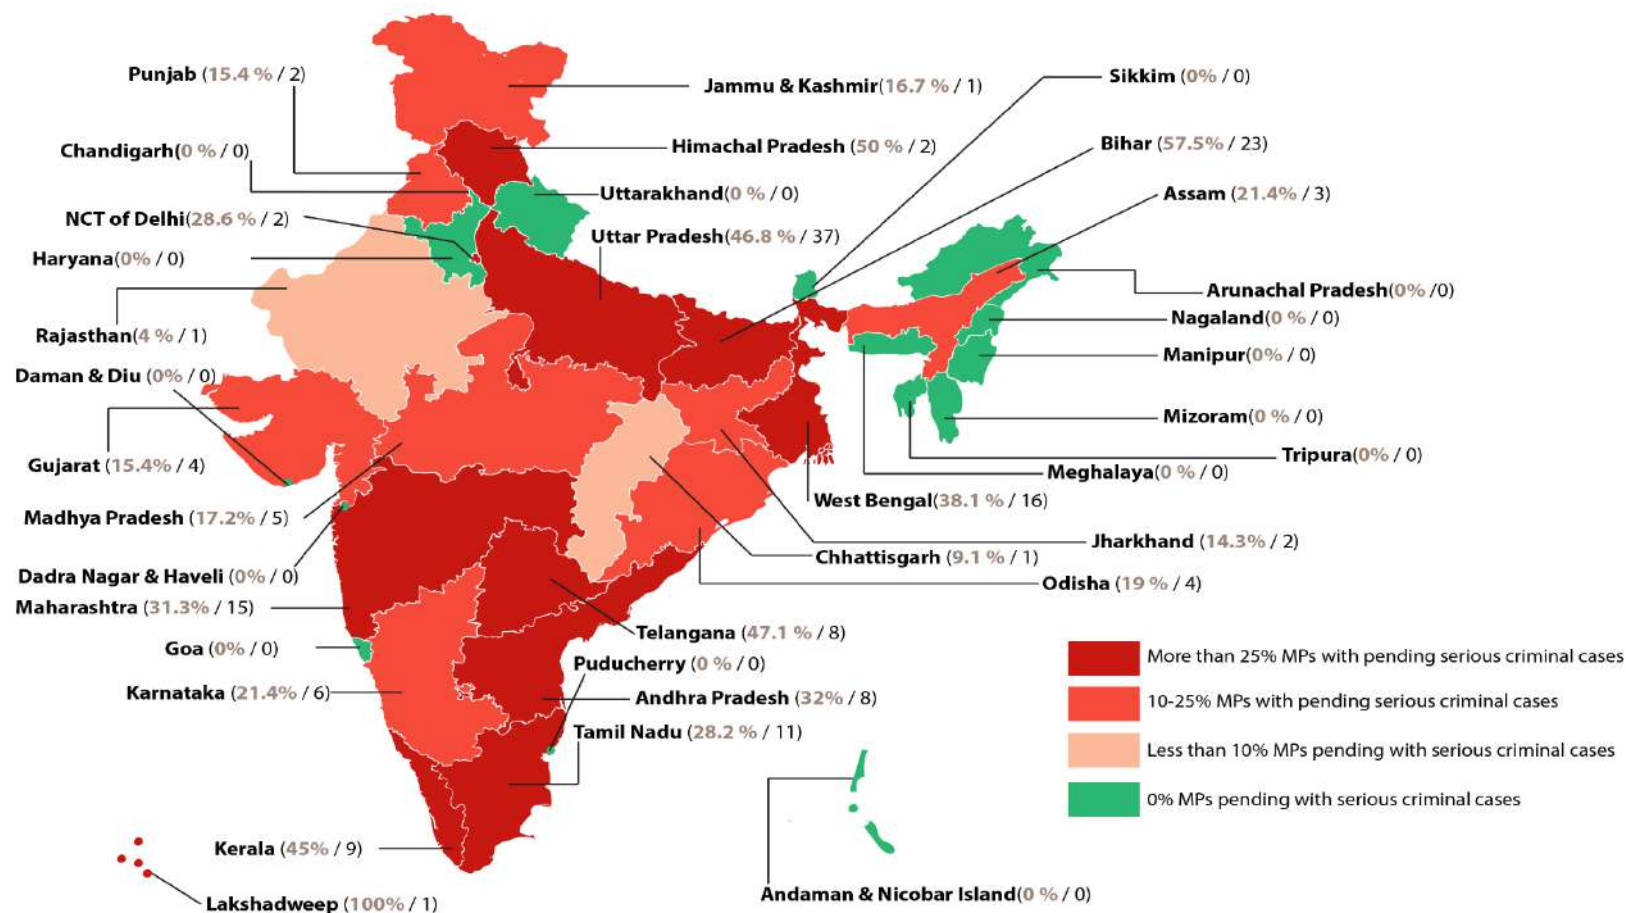 Punjab (15.4 % / 2)
Jammu & Kashmir(16.7 % / 1)
Sikkim (0% / 0)
Chandigarh(0 % / 0)
Himachal Pradesh (50 % / 2)
Bihar (57.5% / 23)
Uttarakhand(0 % / 0)
Assam (21.4% / 3)
NCT of Delhi(28.6 % / 2)
Uttar Pradesh(46.8 % / 37)
Haryana(0% / 0)
Arunachal Pradesh(0% /0)
Nagaland(0 % / 0)
Rajasthan(4 % / 1)
Manipur(0% / 0)
Daman & Diu (0% / 0)
Mizoram(0 % / 0)
Gujarat (15.4% / 4)
Tripura(0% / 0)
Meghalaya(0 % / 0)
West Bengal(38.1 % / 16)
Madhya Pradesh (17.2% / 5)
Jharkhand (14.3% / 2)
Chhattisgarh (9.1 % / 1)
Dadra Nagar & Haveli (0% / 0)
Odisha (19 % / 4)
Maharashtra (31.3% / 15)
Telangana (47.1 % / 8)
Goa (0% / 0)
Puducherry (0 % / 0)
Karnataka (21.4% / 6)
Andhra Pradesh (32% / 8)
Tamil Nadu (28.2 % / 11)
More than 25% MPs with pending serious criminal cases
10-25% MPs with pending serious criminal cases
Less than 10% MPs pending with serious criminal cases
0% MPs pending with serious criminal cases
Kerala (45% / 9)
Andaman & Nicobar Island(0 % / 0)
Lakshadweep (100% / 1)